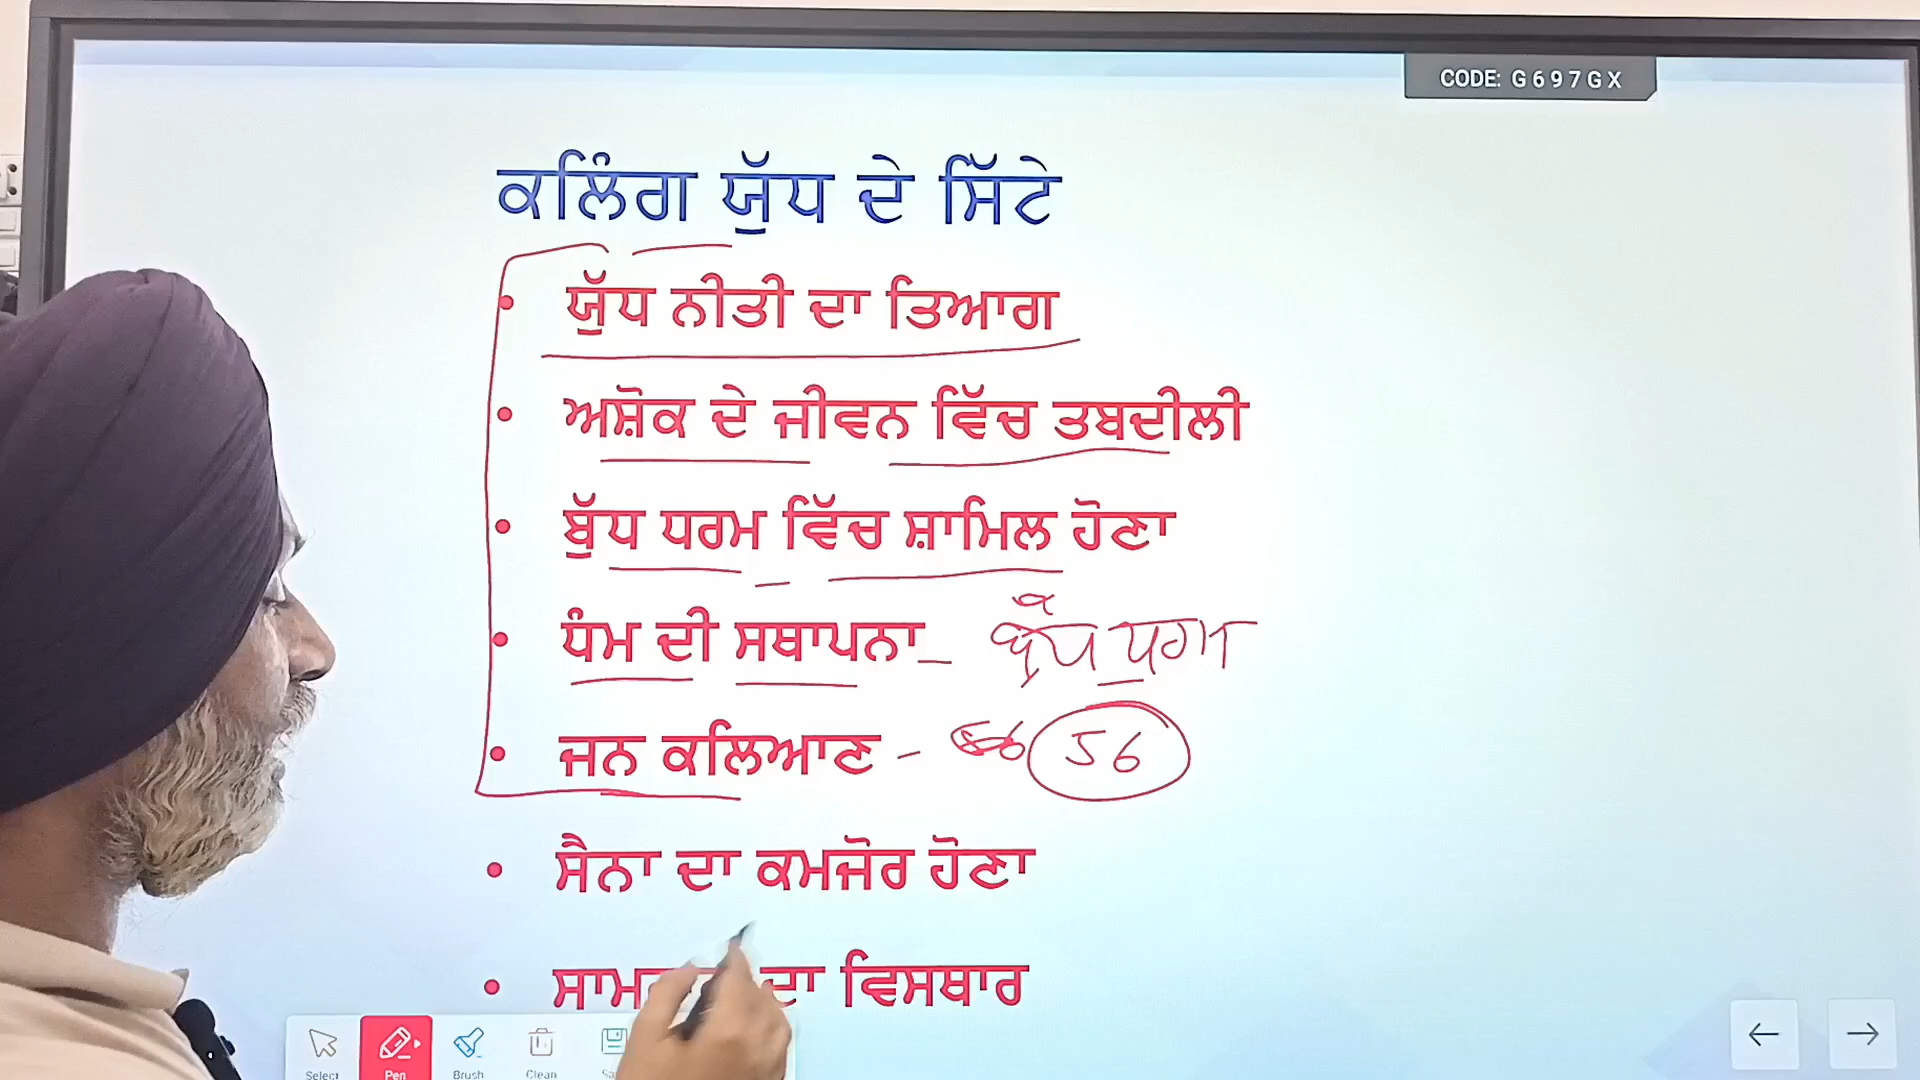 CODE: G697GX
ਕਲਿੰਗ ਯੁੱਧ ਦੇ ਸਿੱਟੇ
• ਯੁੱਧ ਨੀਤੀ ਦਾ ਤਿਆਗ
• ਅਸ਼ੋਕ ਦੇ ਜੀਵਨ ਵਿੱਚ ਤਬਦੀਲੀ
• ਬੁੱਧ ਧਰਮ ਵਿੱਚ ਸ਼ਾਮਿਲ ਹੋਣਾ
• ਧੰਮ ਦੀ ਸਥਾਪਨਾ – ਧਰਮ
• ਜਨ ਕਲਿਆਣ – 56
• ਸੈਨਾ ਦਾ ਕਮਜੋਰ ਹੋਣਾ
• ਦਾ ਵਿਸਥਾਰ
Select Pen Brush Clean